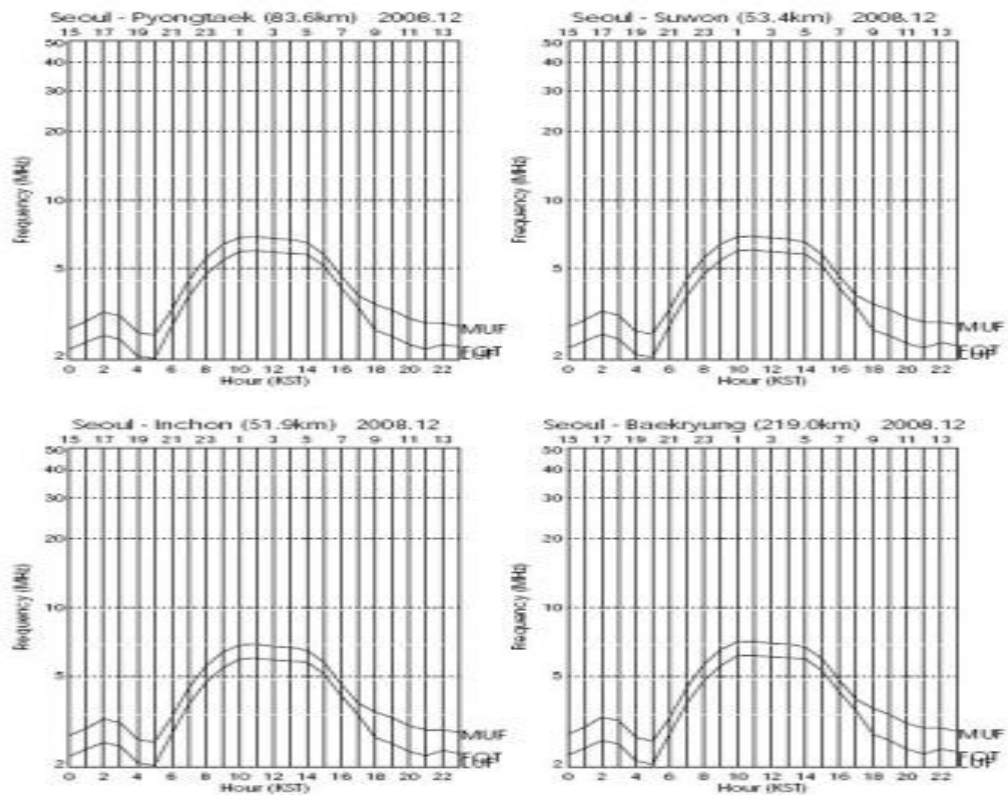 Seoul - Pyongtaek (83.6km) 2008.12
15 17 19 21 23 1 3 5 7 9 11 13
50
40
30
20
10
5
2
Frequency (MHz)
MUF
0 2 4 6 8 10 12 14 16 18 20 22
Hour (KST)
Seoul - Suwon (53.4km) 2008.12
15 17 19 21 23 1 3 5 7 9 11 13
50
40
30
20
10
5
2
Frequency (MHz)
MUF
0 2 4 6 8 10 12 14 16 18 20 22
Hour (KST)
Seoul - Inchon (51.9km) 2008.12
15 17 19 21 23 1 3 5 7 9 11 13
50
40
30
20
10
5
2
Frequency (MHz)
MUF
0 2 4 6 8 10 12 14 16 18 20 22
Hour (KST)
Seoul - Baekryung (219.0km) 2008.12
15 17 19 21 23 1 3 5 7 9 11 13
50
40
30
20
10
5
2
Frequency (MHz)
MUF
0 2 4 6 8 10 12 14 16 18 20 22
Hour (KST)